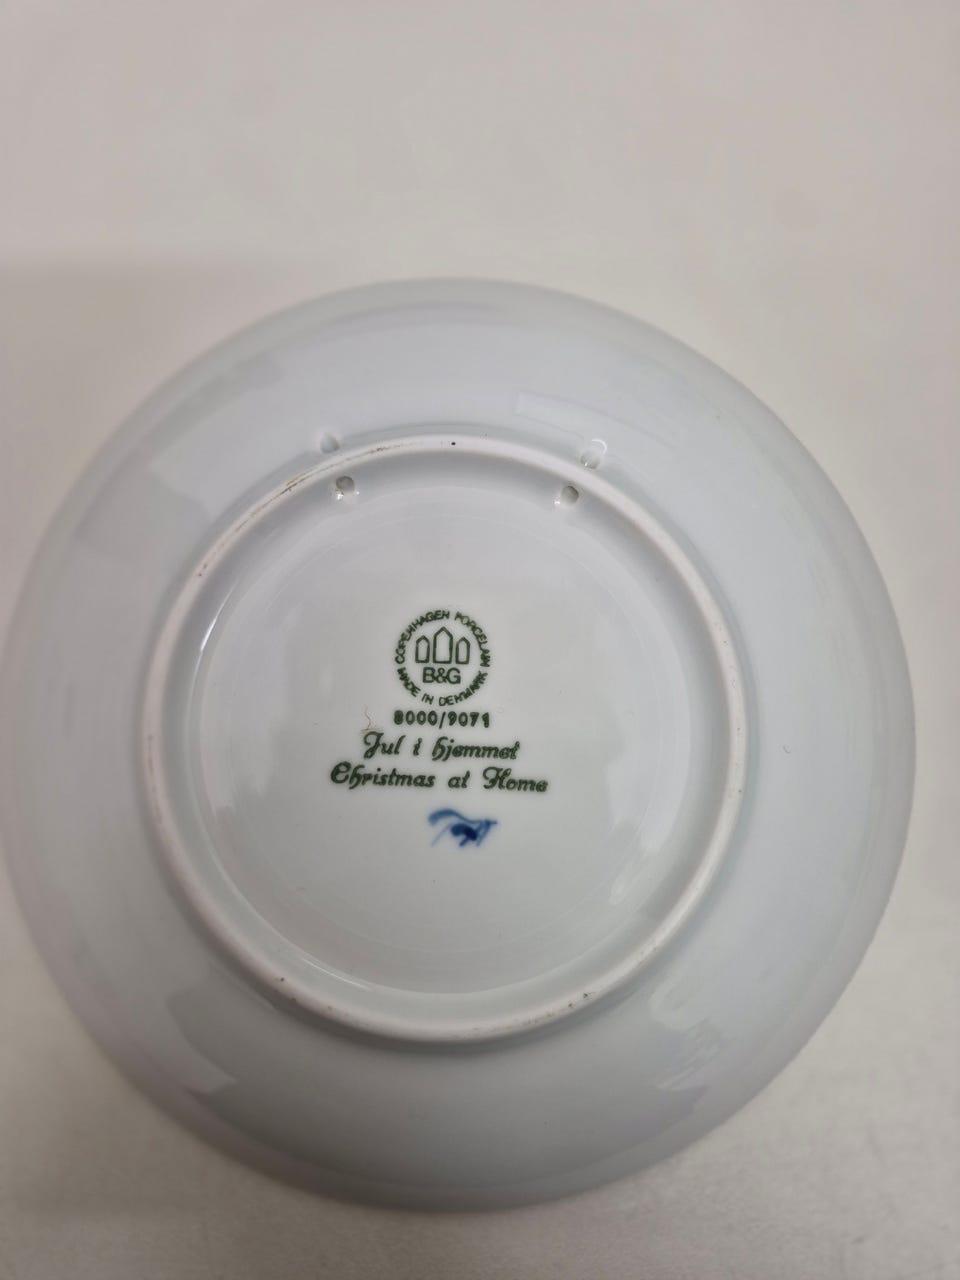 COPENHAGEN PORCELAIN
B&G
MADE IN DENMARK
8000/9071
Jul i hjemmet
Christmas at Home